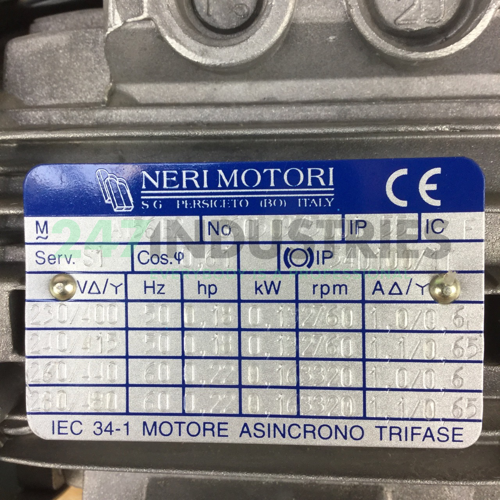 NERI MOTORI
S G PERSICETO (BO) ITALY
CE
M No IP IC
Serv. S1 Cos.φ IP
V∆/Y Hz hp kW rpm A∆/Y
230/400 50 0,18 0,13 2760 1,0/0,6
240/415 50 0,18 0,13 2760 1,1/0,65
260/440 60 0,22 0,16 3320 1,0/0,6
280/480 60 0,22 0,16 3320 1,1/0,65
IEC 34-1 MOTORE ASINCRONO TRIFASE
247INDUSTRIES